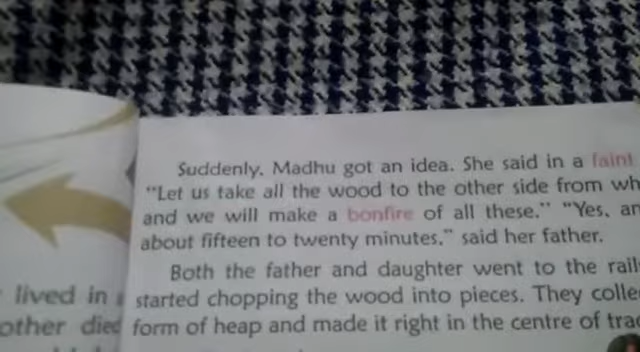 Suddenly, Madhu got an idea. She said in a faint
"Let us take all the wood to the other side from wh
and we will make a bonfire of all these." "Yes, an
about fifteen to twenty minutes," said her father.
Both the father and daughter went to the rail
started chopping the wood into pieces. They colle
form of heap and made it right in the centre of trac
lived in
other died